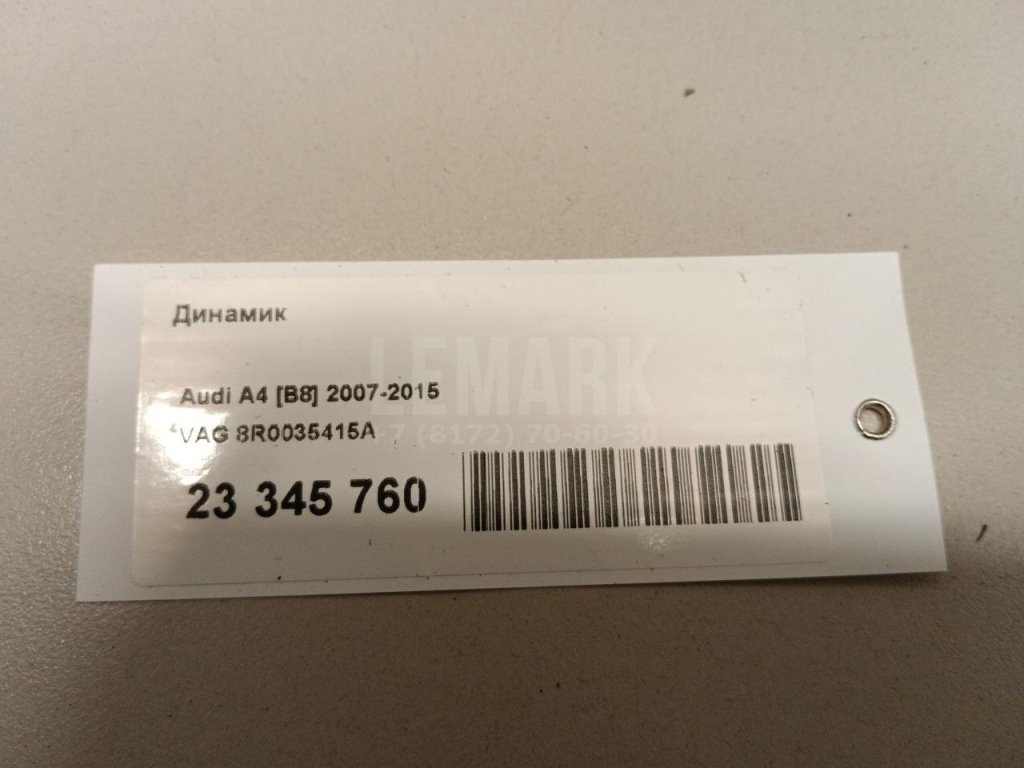 Динамик
LEMARK
Audi A4 [B8] 2007-2015
+7 (8172) 70-60-30
VAG 8R0035415A
23 345 760